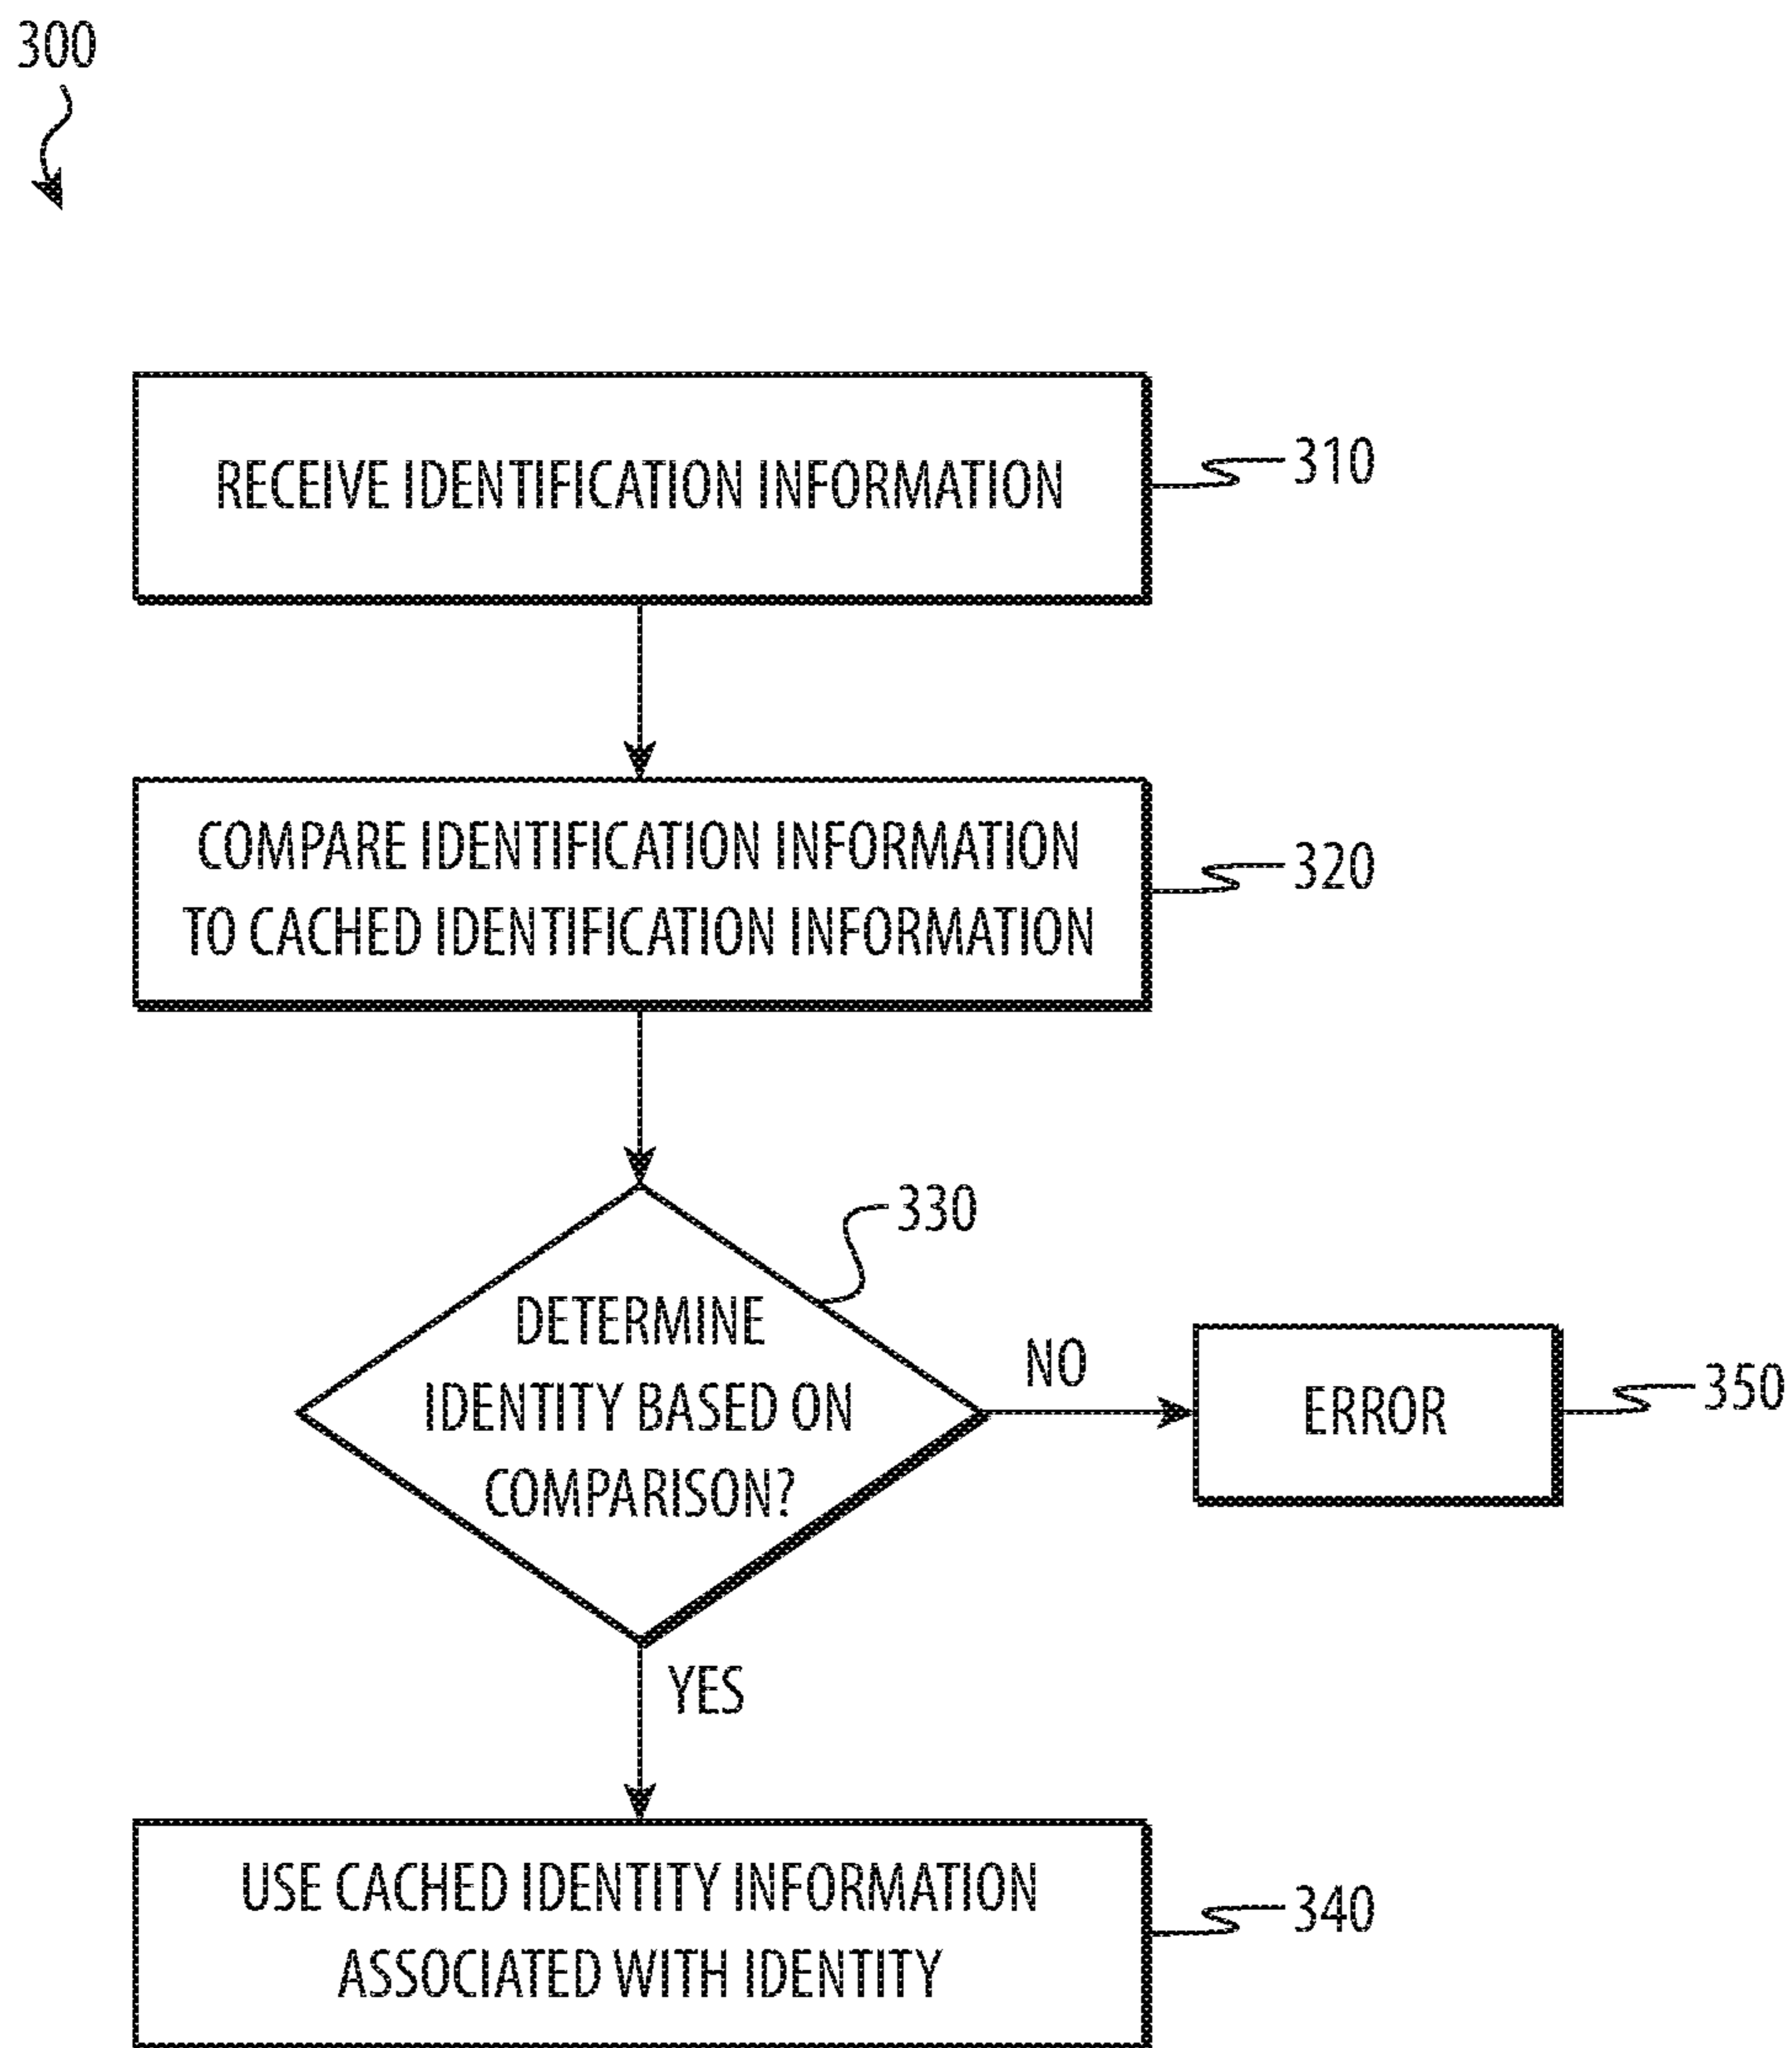 300
RECEIVE IDENTIFICATION INFORMATION
310
COMPARE IDENTIFICATION INFORMATION
TO CACHED IDENTIFICATION INFORMATION
320
330
DETERMINE
IDENTITY BASED ON
COMPARISON?
NO
ERROR
350
YES
USE CACHED IDENTITY INFORMATION
ASSOCIATED WITH IDENTITY
340